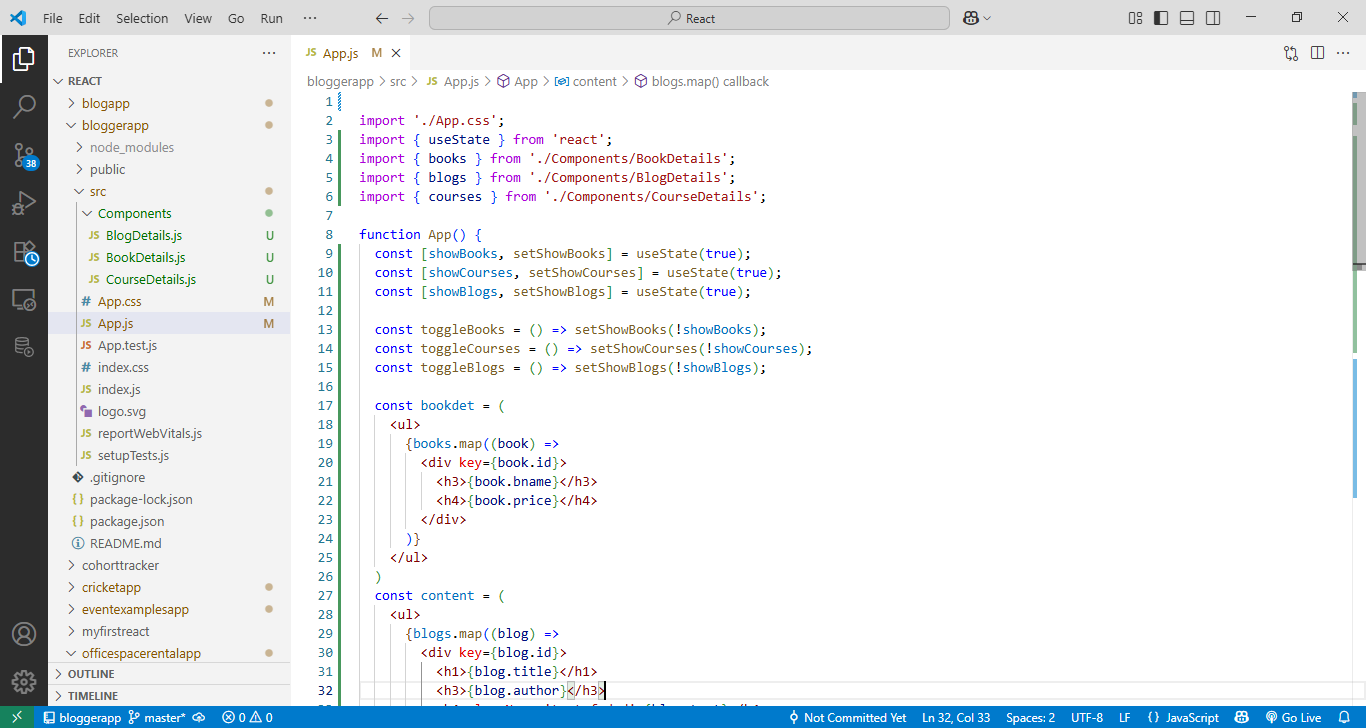 File Edit Selection View Go Run ··· React
EXPLORER ···
REACT
blogapp
bloggerapp
node_modules
public
src
Components
JS BlogDetails.js U
JS BookDetails.js U
JS CourseDetails.js U
# App.css M
JS App.js M
JS App.test.js
# index.css
JS index.js
logo.svg
JS reportWebVitals.js
JS setupTests.js
.gitignore
{} package-lock.json
{} package.json
README.md
cohorttracker
cricketapp
eventexamplesapp
myfirstreact
officespacerentalapp
OUTLINE
TIMELINE
38
JS App.js M
bloggerapp > src > JS App.js > App > content > blogs.map() callback
1
2 import './App.css';
3 import { useState } from 'react';
4 import { books } from './Components/BookDetails';
5 import { blogs } from './Components/BlogDetails';
6 import { courses } from './Components/CourseDetails';
7
8 function App() {
9 const [showBooks, setShowBooks] = useState(true);
10 const [showCourses, setShowCourses] = useState(true);
11 const [showBlogs, setShowBlogs] = useState(true);
12
13 const toggleBooks = () => setShowBooks(!showBooks);
14 const toggleCourses = () => setShowCourses(!showCourses);
15 const toggleBlogs = () => setShowBlogs(!showBlogs);
16
17 const bookdet = (
18 <ul>
19 {books.map((book) =>
20 <div key={book.id}>
21 <h3>{book.bname}</h3>
22 <h4>{book.price}</h4>
23 </div>
24 )}
25 </ul>
26 )
27 const content = (
28 <ul>
29 {blogs.map((blog) =>
30 <div key={blog.id}>
31 <h1>{blog.title}</h1>
32 <h3>{blog.author}</h3>
bloggerapp master* 0 0 Not Committed Yet Ln 32, Col 33 Spaces: 2 UTF-8 LF {} JavaScript Go Live